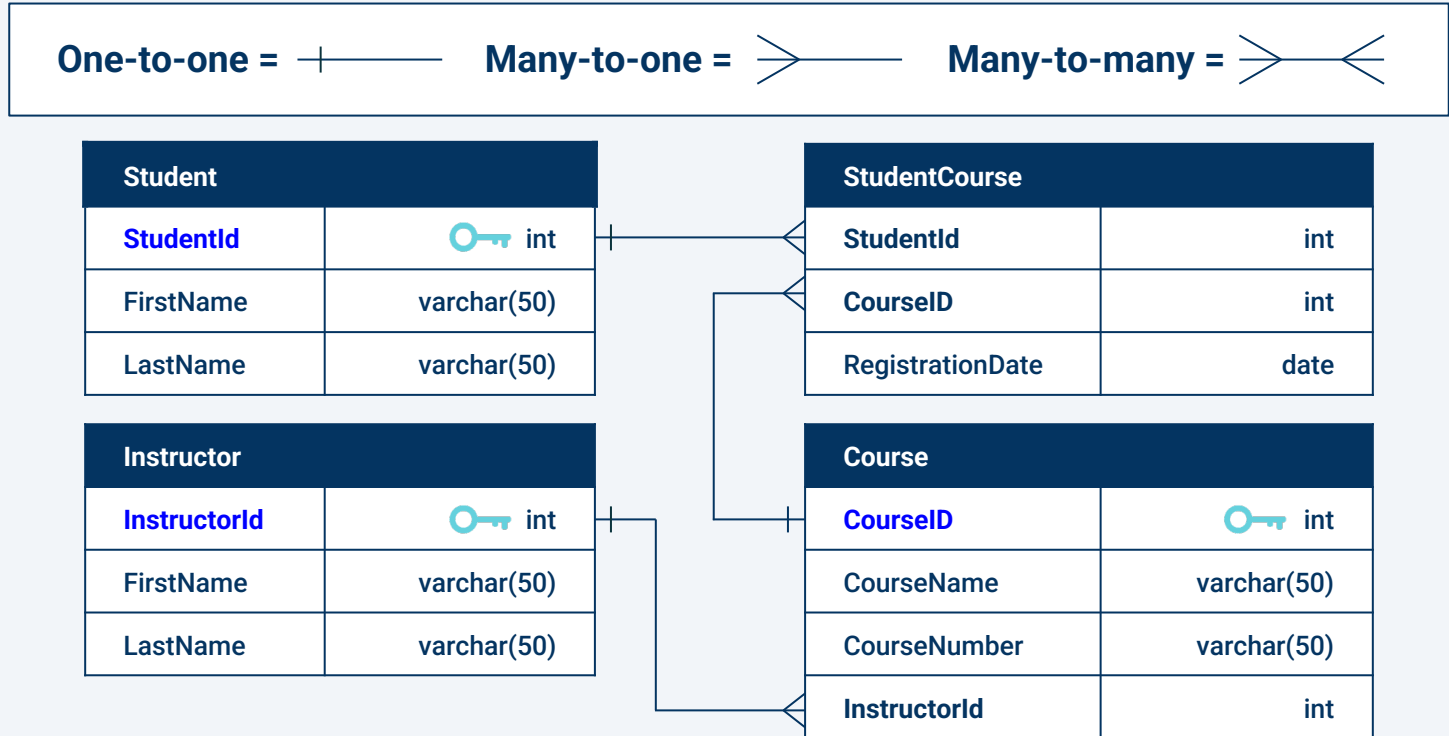 One-to-one = Many-to-one = Many-to-many =
Student
StudentId int
FirstName varchar(50)
LastName varchar(50)
StudentCourse
StudentId int
CourseID int
RegistrationDate date
Instructor
InstructorId int
FirstName varchar(50)
LastName varchar(50)
Course
CourseID int
CourseName varchar(50)
CourseNumber varchar(50)
InstructorId int